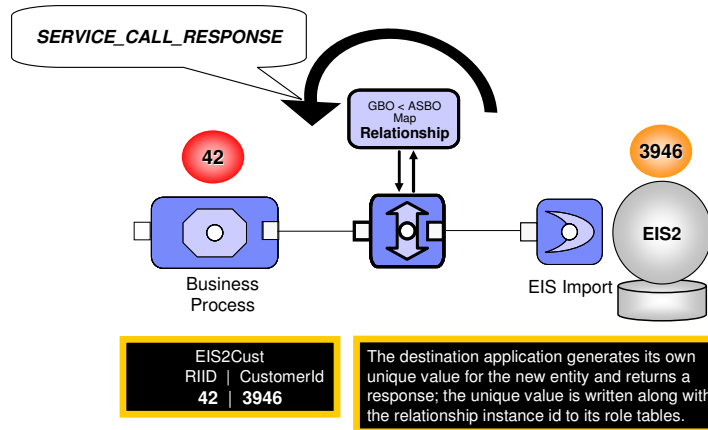 SERVICE_CALL_RESPONSE
GBO < ASBO
Map
Relationship
42
3946
EIS2
Business
Process
EIS Import
EIS2Cust
RIID | CustomerId
42 | 3946
The destination application generates its own
unique value for the new entity and returns a
response; the unique value is written along with
the relationship instance id to its role tables.